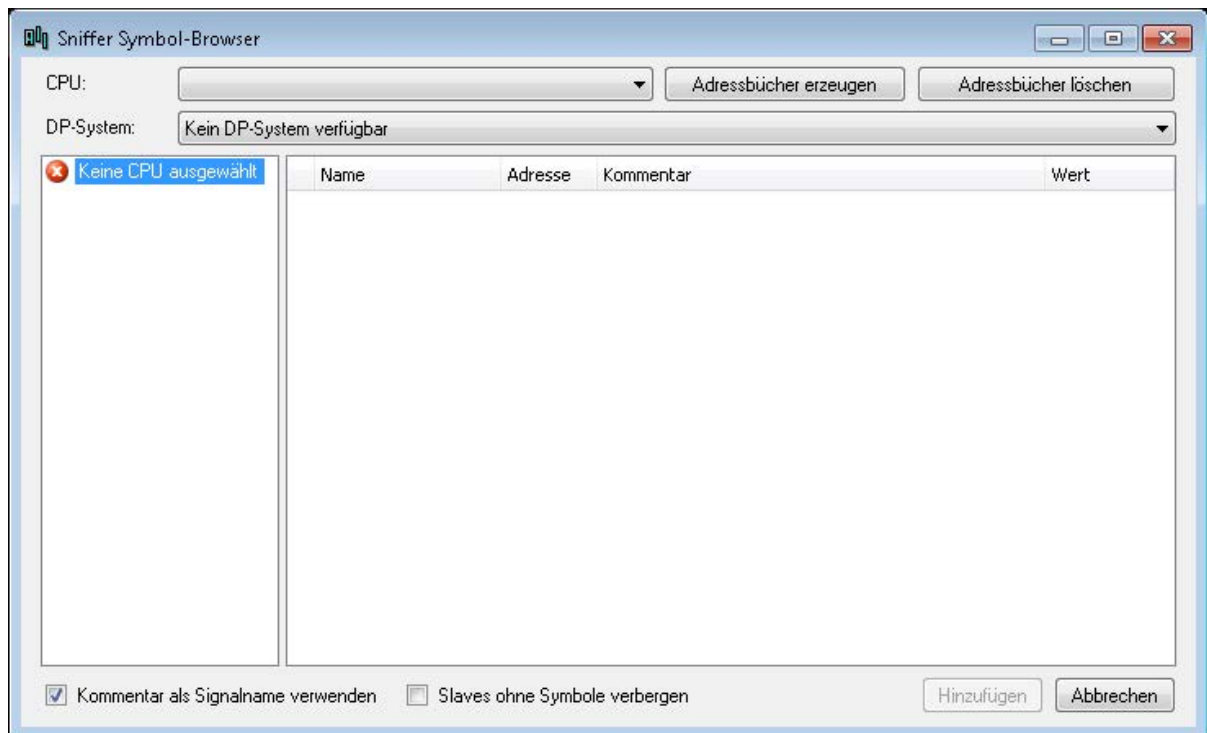 Sniffer Symbol-Browser
CPU: Adressbücher erzeugen Adressbücher löschen
DP-System: Kein DP-System verfügbar
Keine CPU ausgewählt Name Adresse Kommentar Wert
Kommentar als Signalname verwenden Slaves ohne Symbole verbergen Hinzufügen Abbrechen